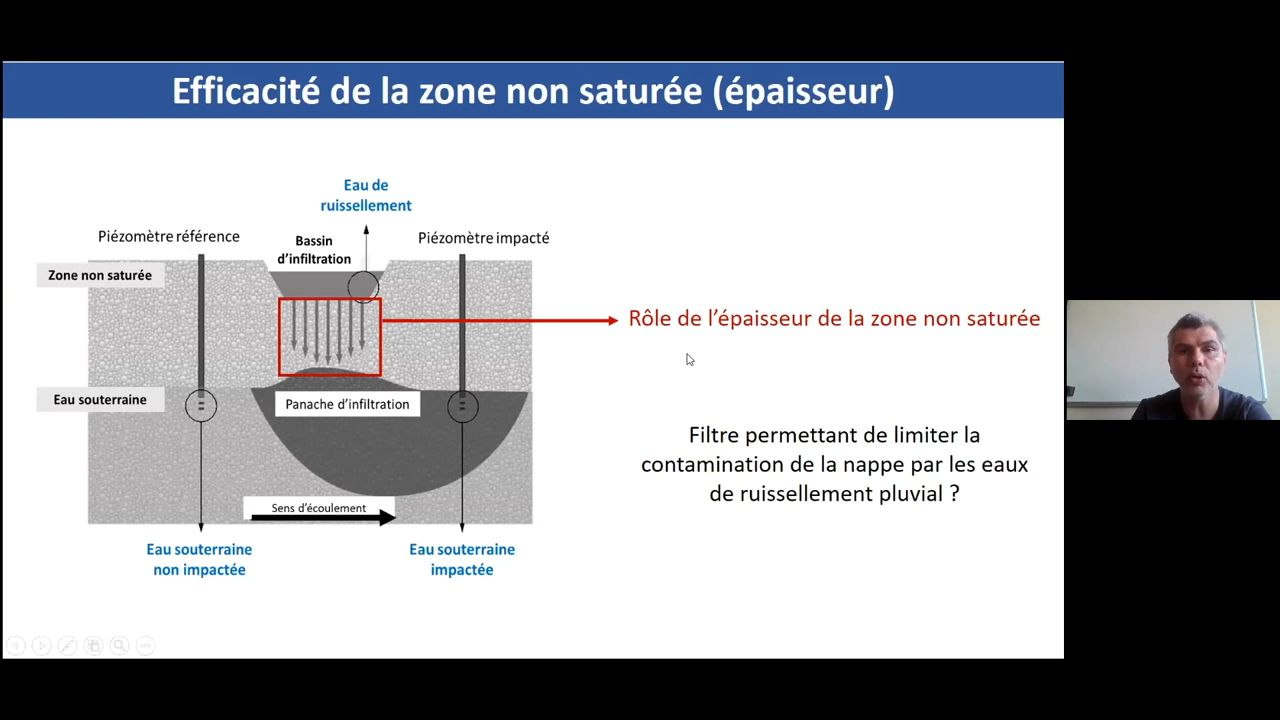 Efficacité de la zone non saturée (épaisseur)
Eau de
ruissellement
Piézomètre référence
Bassin
d'infiltration
Piézomètre impacté
Zone non saturée
Rôle de l'épaisseur de la zone non saturée
Eau souterraine
Panache d'infiltration
Filtre permettant de limiter la
contamination de la nappe par les eaux
de ruissellement pluvial ?
Sens d'écoulement
Eau souterraine
non impactée
Eau souterraine
impactée